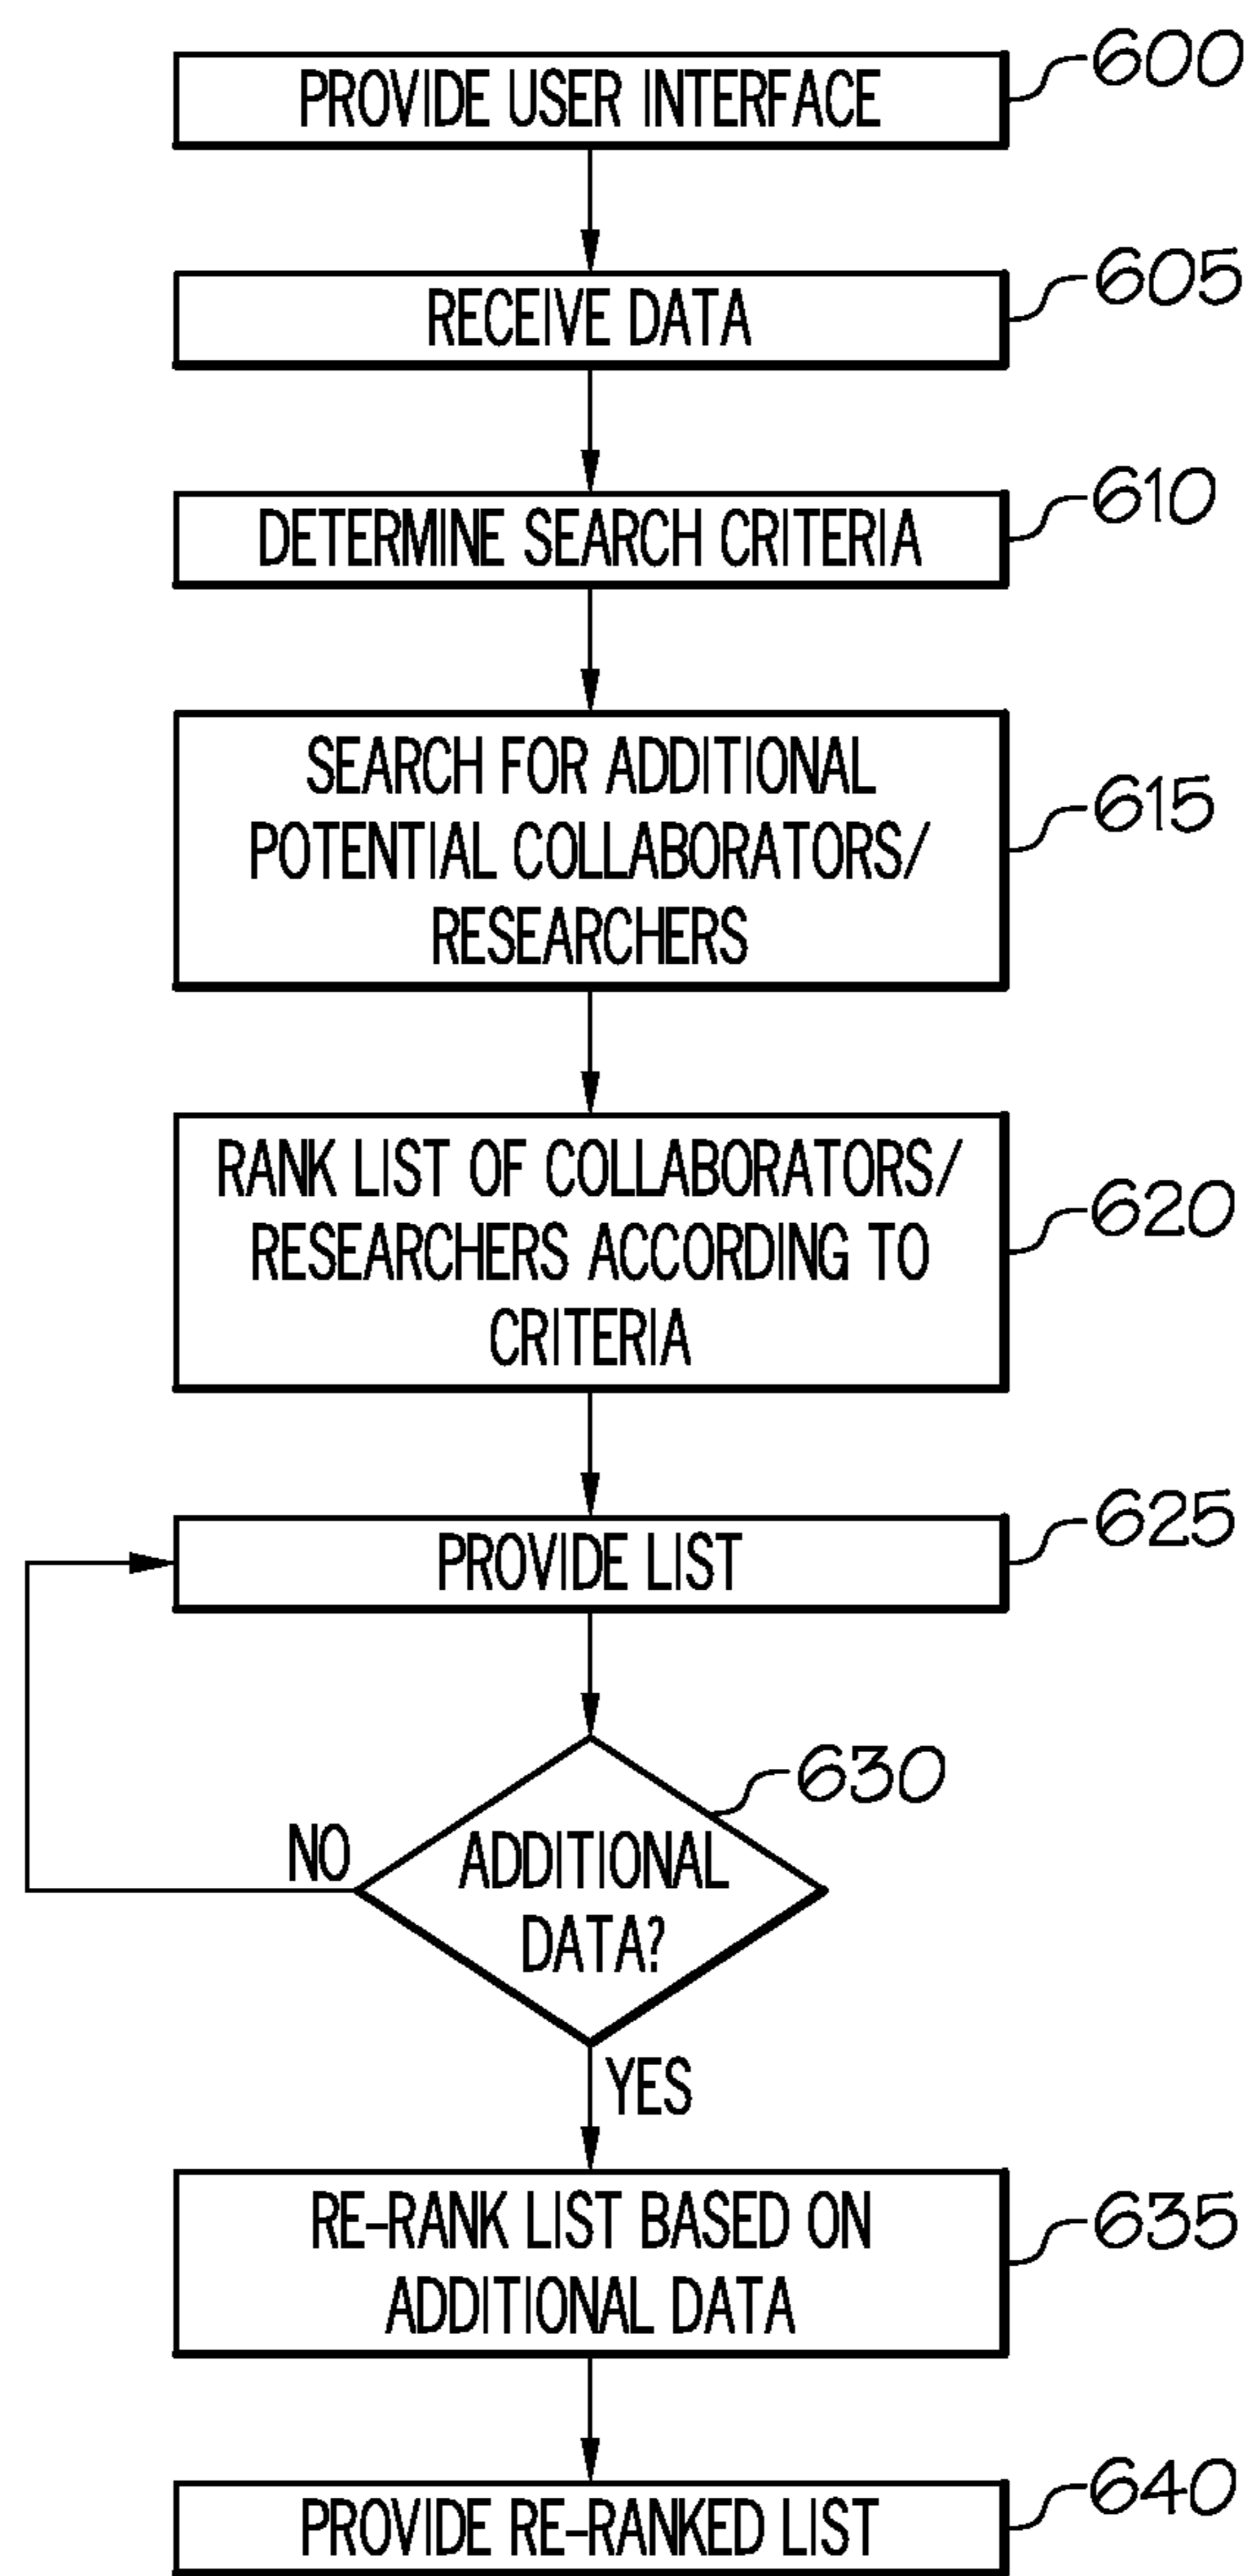 PROVIDE USER INTERFACE
600
RECEIVE DATA
605
DETERMINE SEARCH CRITERIA
610
SEARCH FOR ADDITIONAL
POTENTIAL COLLABORATORS/
RESEARCHERS
615
RANK LIST OF COLLABORATORS/
RESEARCHERS ACCORDING TO
CRITERIA
620
PROVIDE LIST
625
630
NO
ADDITIONAL
DATA?
YES
RE-RANK LIST BASED ON
ADDITIONAL DATA
635
PROVIDE RE-RANKED LIST
640